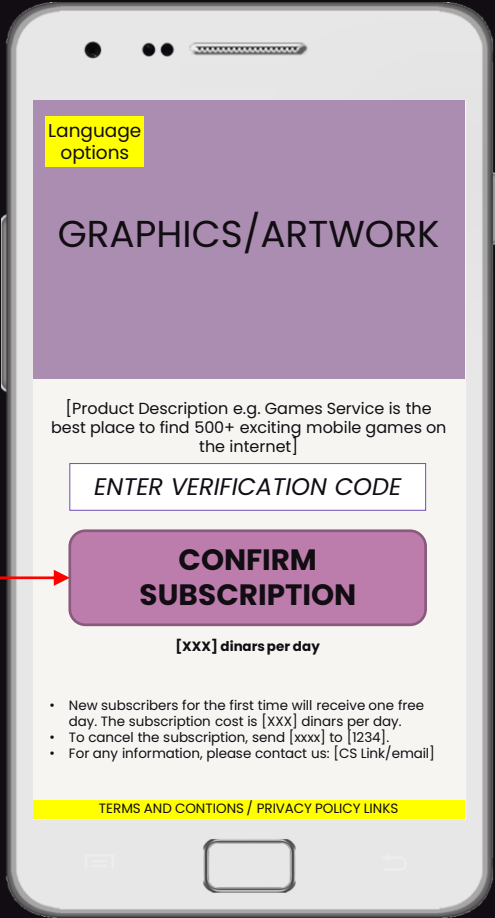 Language
options
GRAPHICS/ARTWORK
[Product Description e.g. Games Service is the
best place to find 500+ exciting mobile games on
the internet]
ENTER VERIFICATION CODE
CONFIRM
SUBSCRIPTION
[XXX] dinars per day
• New subscribers for the first time will receive one free
day. The subscription cost is [XXX] dinars per day.
• To cancel the subscription, send [xxxx] to [1234].
• For any information, please contact us: [CS Link/email]
TERMS AND CONTIONS / PRIVACY POLICY LINKS